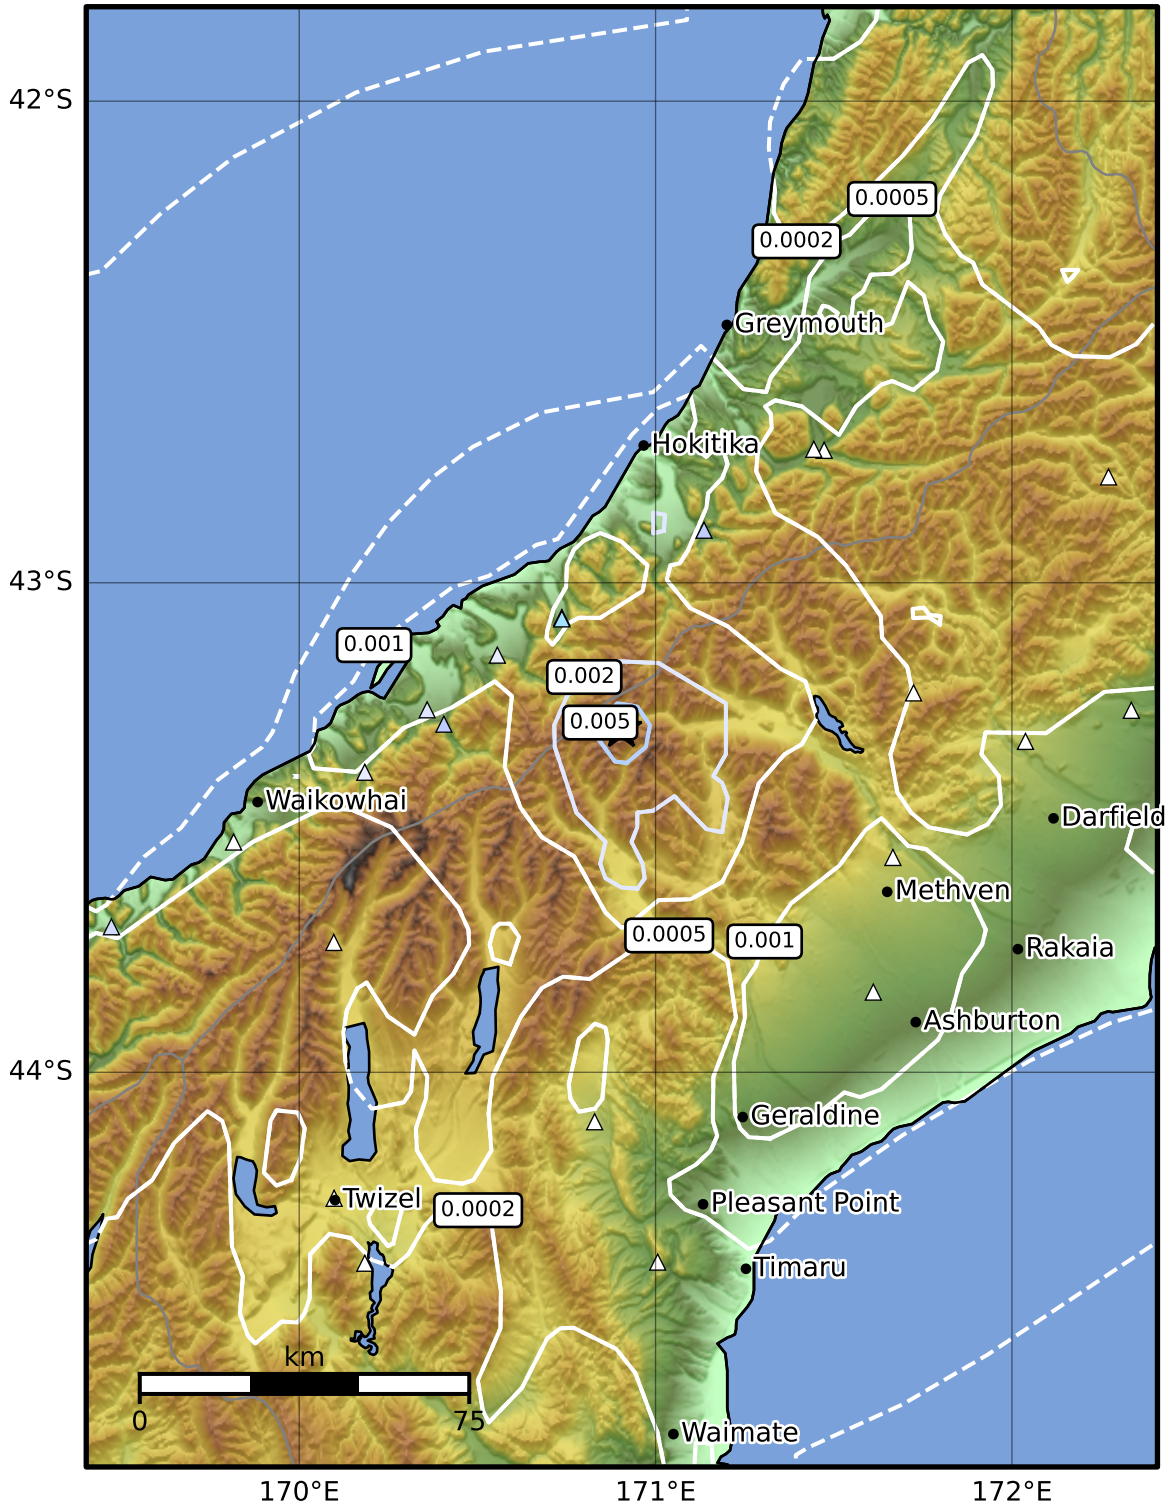 42°S
0.0005
0.0002
Greymouth
Hokitika
43°S
0.001
0.002
0.005
Waikowhai
Darfield
Methven
0.0005
0.001
Rakaia
Ashburton
44°S
Geraldine
Twizel
0.0002
Pleasant Point
Timaru
km
0
75
Waimate
170°E
171°E
172°E